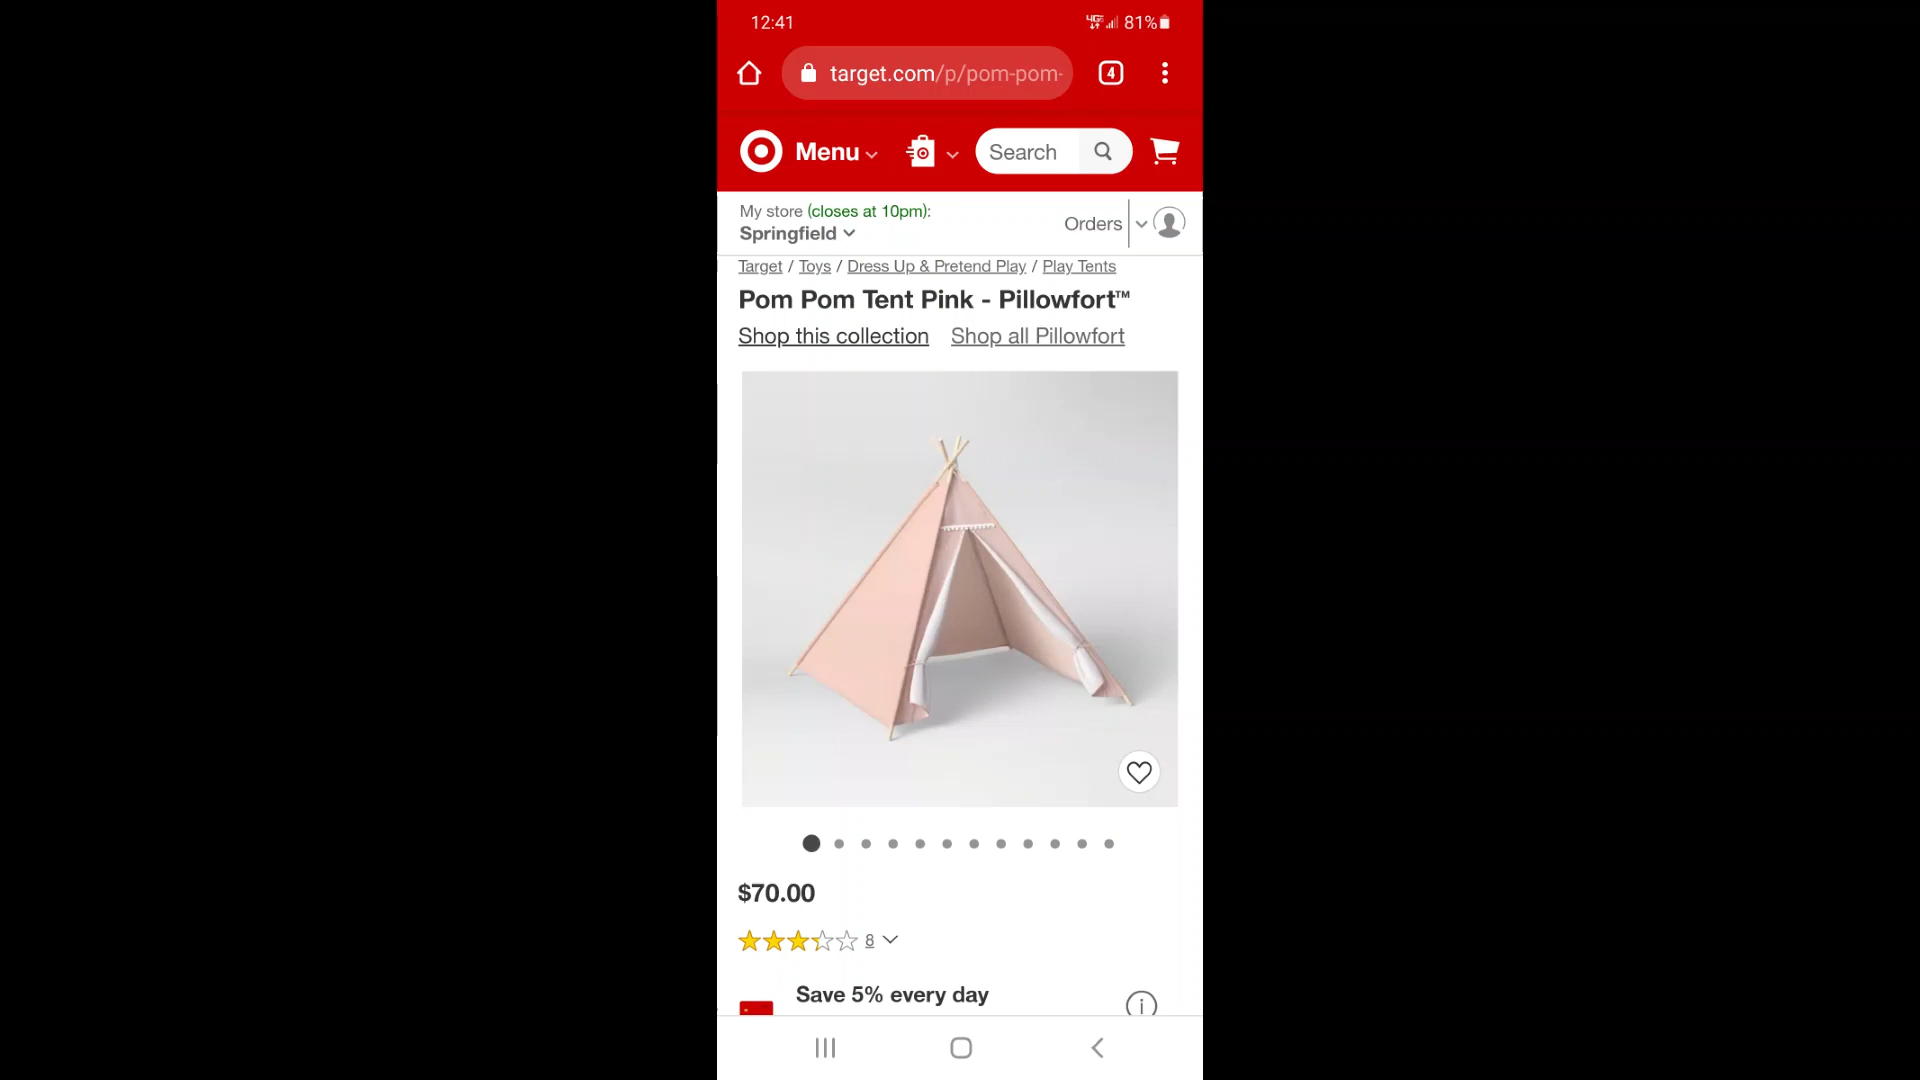 12:41 4G 81%
target.com/p/pom-pom- 4
Menu Search
My store (closes at 10pm):
Springfield Orders
Target / Toys / Dress Up & Pretend Play / Play Tents
Pom Pom Tent Pink - Pillowfort™
Shop this collection Shop all Pillowfort
$70.00
8
Save 5% every day